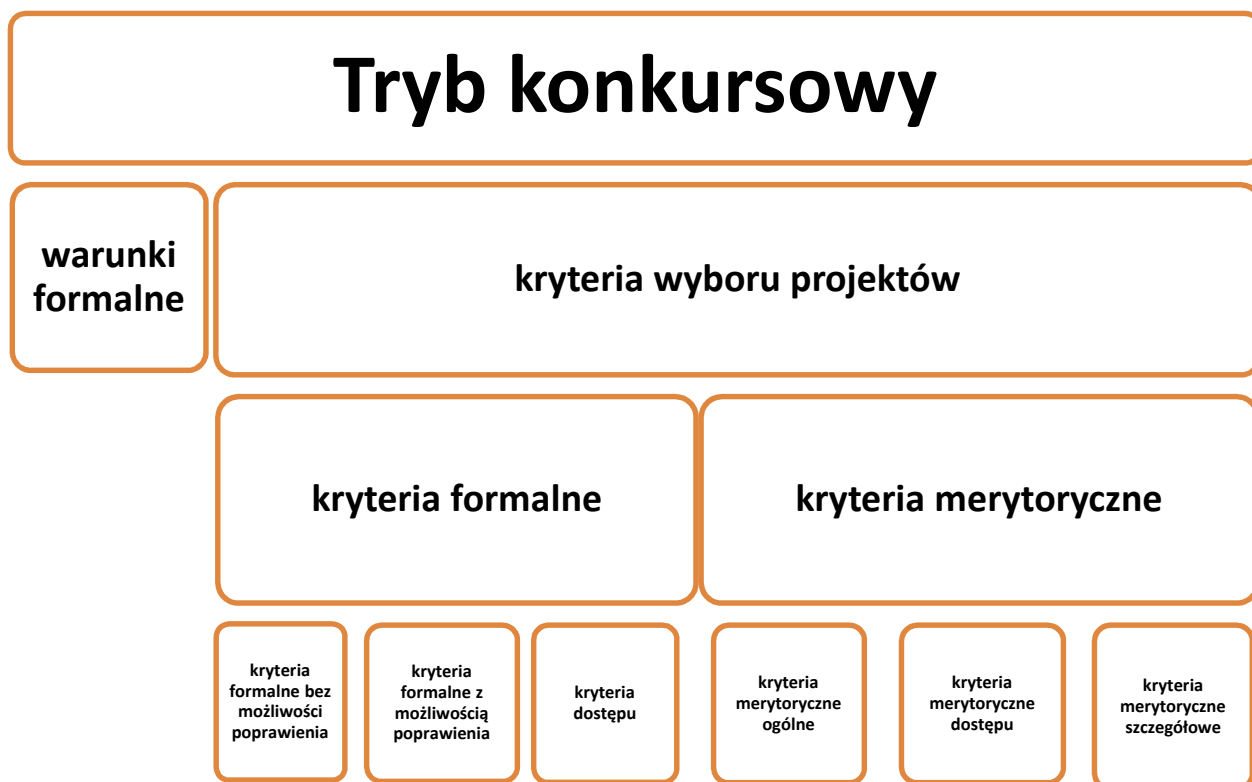 Tryb konkursowy
warunki
formalne
kryteria wyboru projektów
kryteria formalne
kryteria merytoryczne
kryteria
formalne bez
możliwości
poprawienia
kryteria
formalne z
możliwością
poprawienia
kryteria
dostępu
kryteria
merytoryczne
ogólne
kryteria
merytoryczne
dostępu
kryteria
merytoryczne
szczegółowe